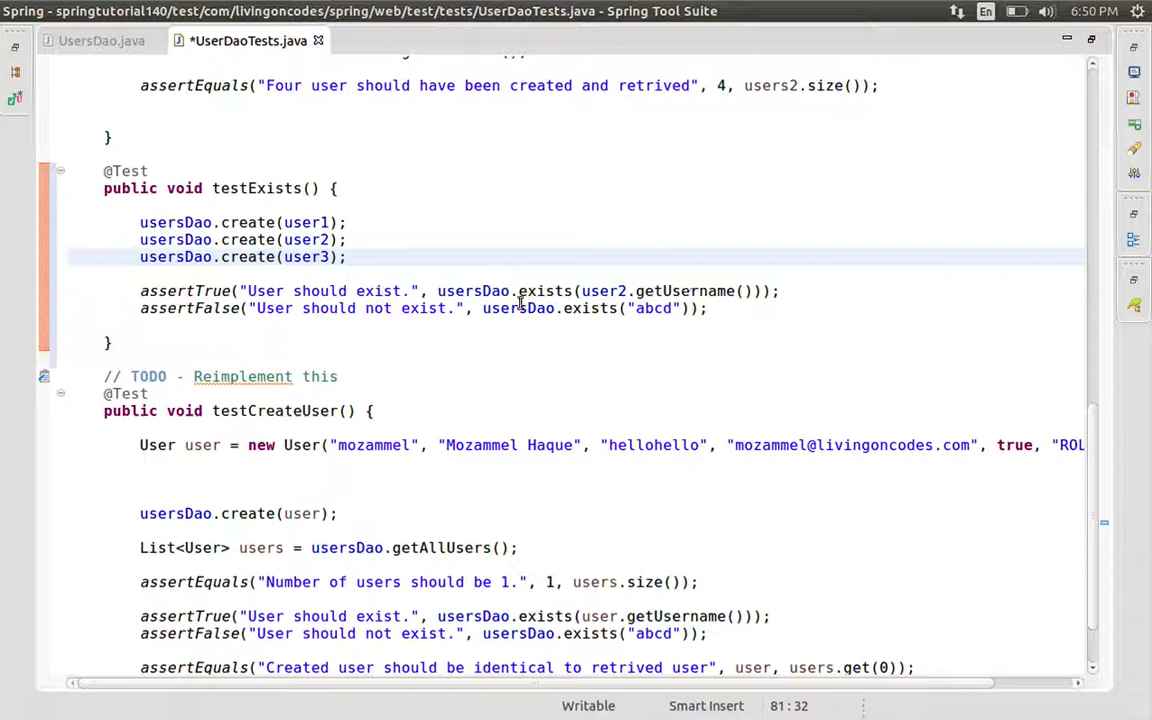 Spring - springtutorial140/test/com/livingoncodes/spring/web/test/tests/UserDaoTests.java - Spring Tool Suite
En
6:50 PM
UsersDao.java
*UserDaoTests.java
assertEquals("Four user should have been created and retrived", 4, users2.size());
}
@Test
public void testExists() {
usersDao.create(user1);
usersDao.create(user2);
usersDao.create(user3);
assertTrue("User should exist.", usersDao.exists(user2.getUsername()));
assertFalse("User should not exist.", usersDao.exists("abcd"));
}
// TODO - Reimplement this
@Test
public void testCreateUser() {
User user = new User("mozammel", "Mozammel Haque", "hellohello", "mozammel@livingoncodes.com", true, "ROL
usersDao.create(user);
List<User> users = usersDao.getAllUsers();
assertEquals("Number of users should be 1.", 1, users.size());
assertTrue("User should exist.", usersDao.exists(user.getUsername()));
assertFalse("User should not exist.", usersDao.exists("abcd"));
assertEquals("Created user should be identical to retrived user", user, users.get(0));
Writable
Smart Insert
81 : 32